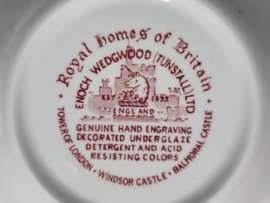 Royal Homes of Britain
ENOCH WEDGWOOD (TUNSTALL) LTD
EST 1835
ENGLAND
GENUINE HAND ENGRAVING
DECORATED UNDERGLAZE
DETERGENT AND ACID
RESISTING COLORS
TOWER OF LONDON • WINDSOR CASTLE • BALMORAL CASTLE •